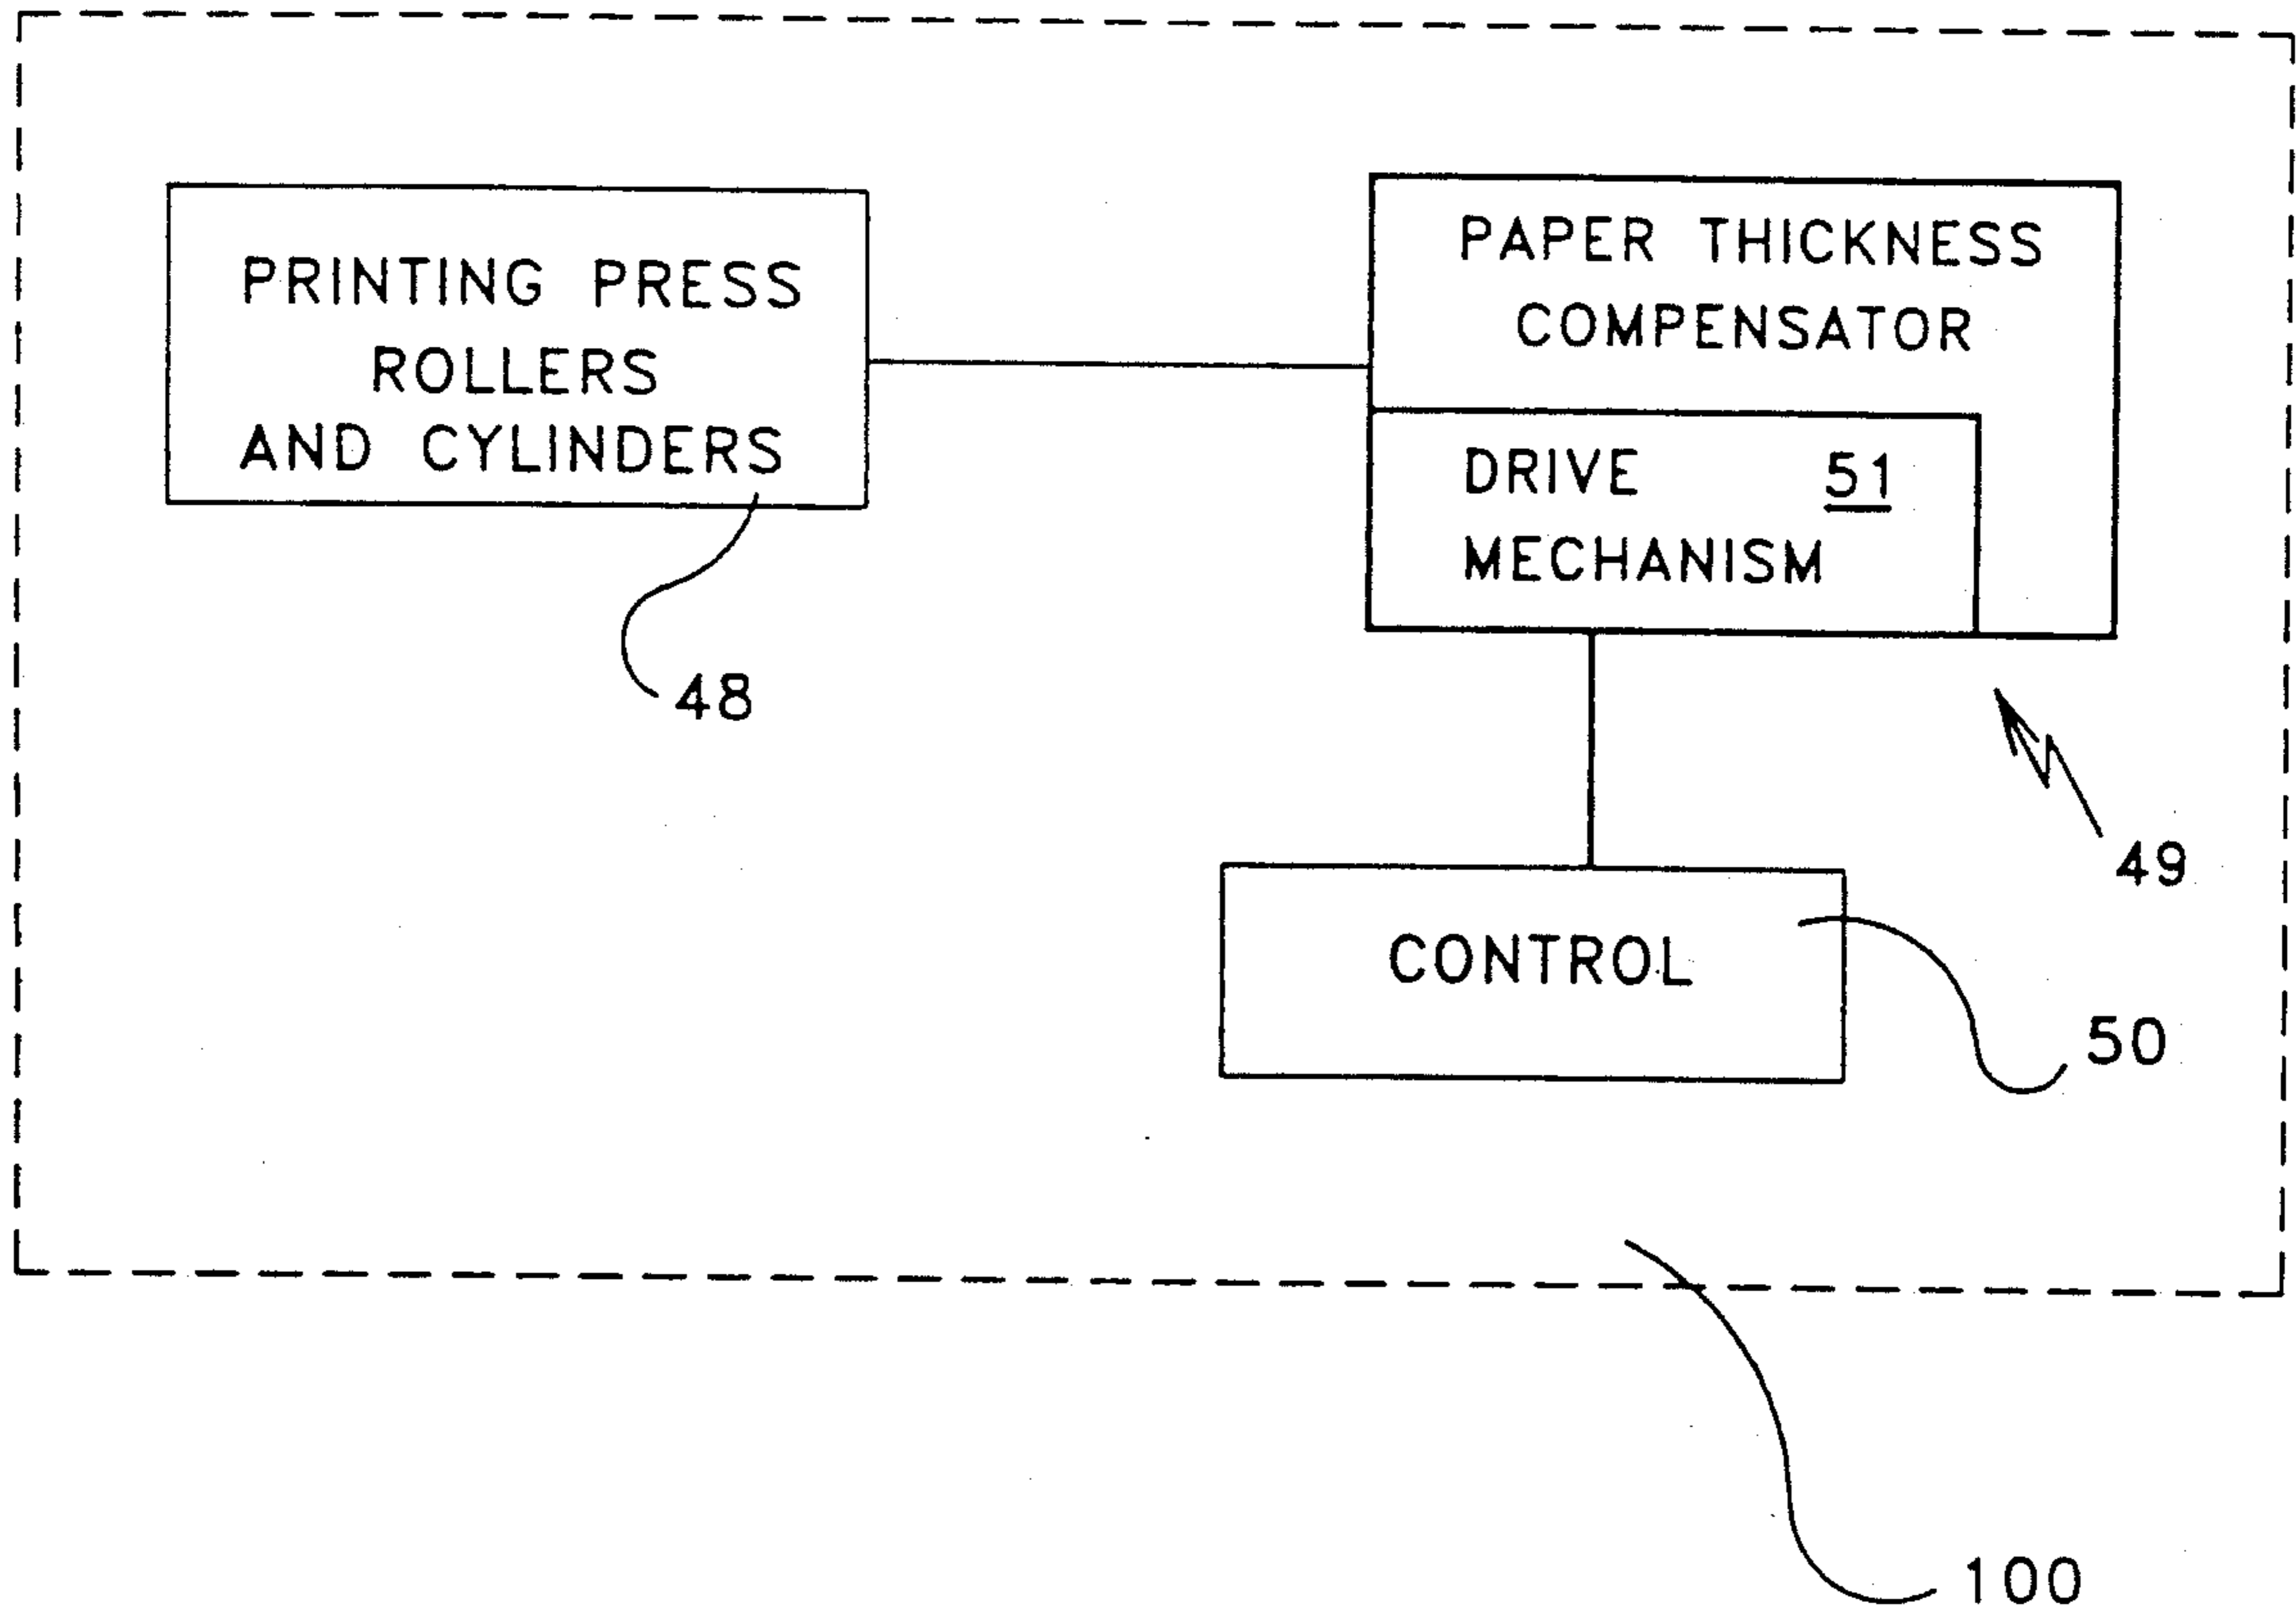 PRINTING PRESS
ROLLERS
AND CYLINDERS
48
PAPER THICKNESS
COMPENSATOR
DRIVE 51
MECHANISM
49
CONTROL
50
100